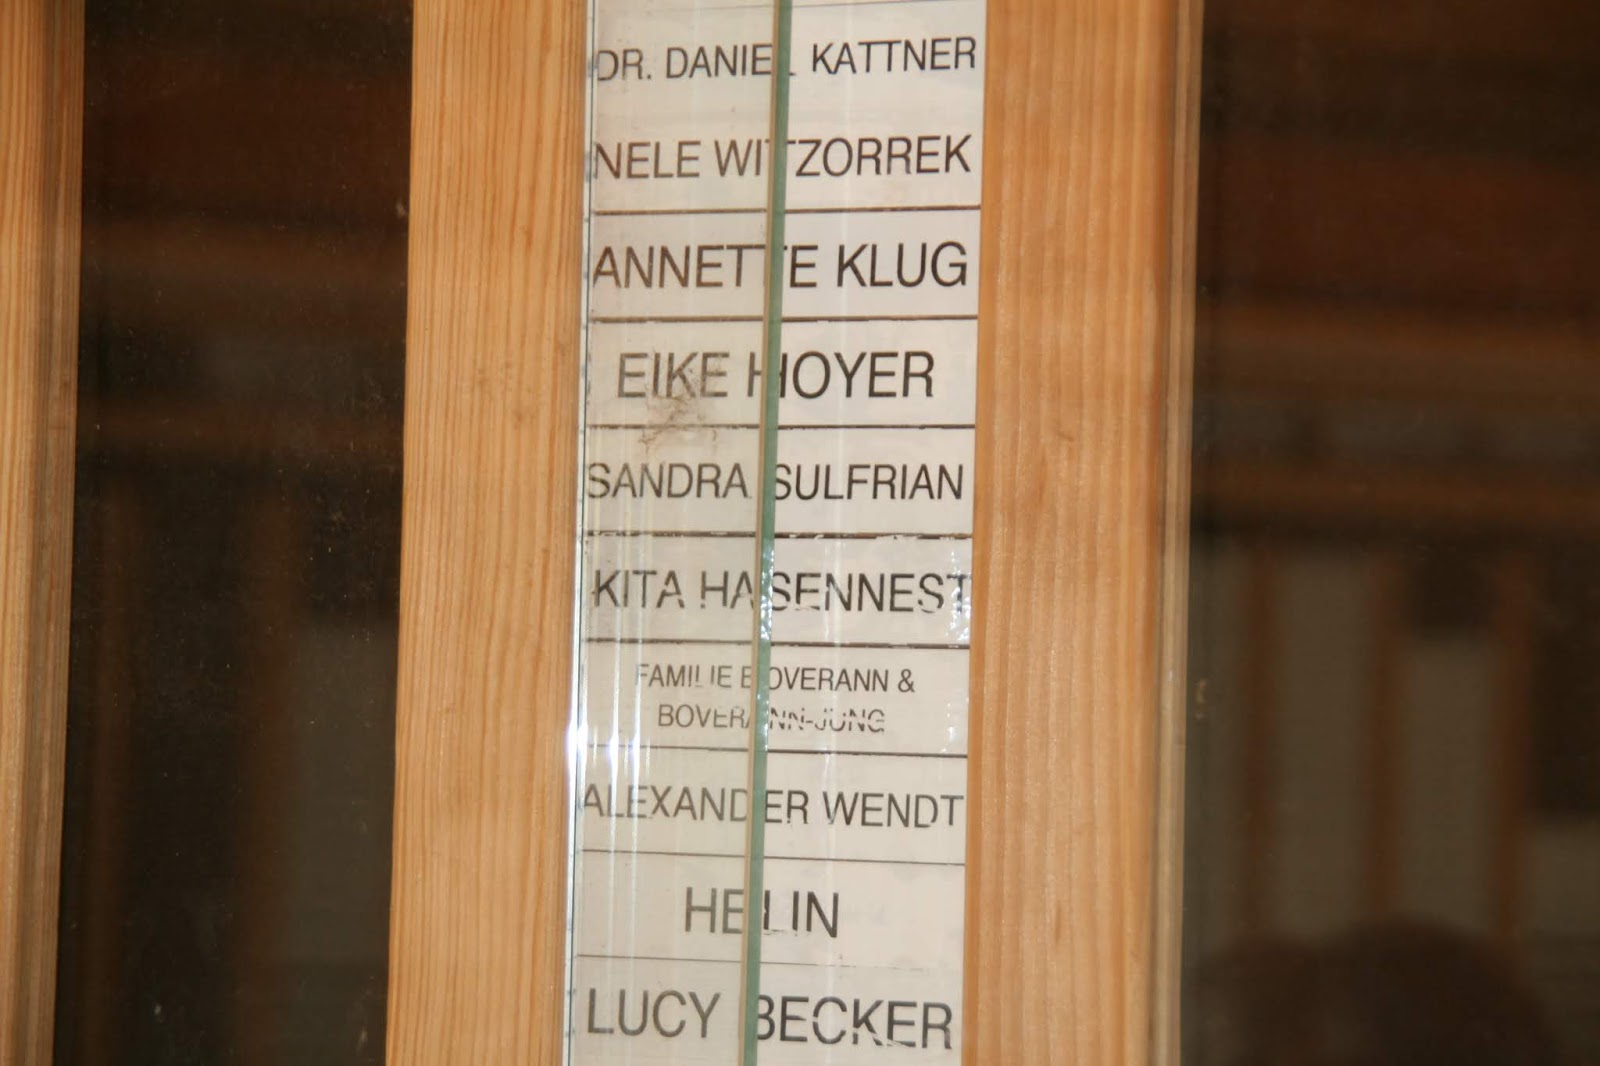 DR. DANIEL KATTNER
NELE WITZORREK
ANNETTE KLUG
EIKE HOYER
SANDRA SULFRIAN
KITA HASENNEST
FAMILIE BOVERANN &
BOVERANN-JUNG
ALEXANDER WENDT
HELIN
LUCY BECKER